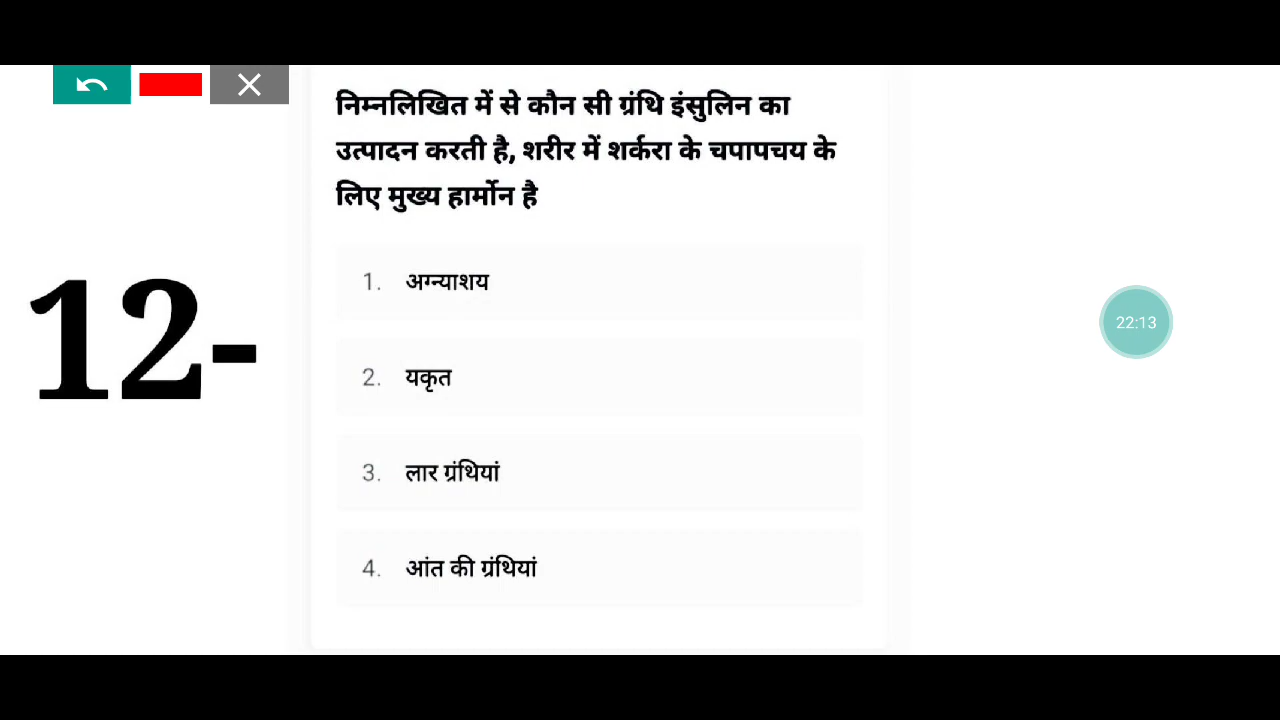 निम्नलिखित में से कौन सी ग्रंथि इंसुलिन का
उत्पादन करती है, शरीर में शर्करा के चपापचय के
लिए मुख्य हार्मोन है
12-
1. अग्न्याशय
2. यकृत
3. लार ग्रंथियां
4. आंत की ग्रंथियां
22:13